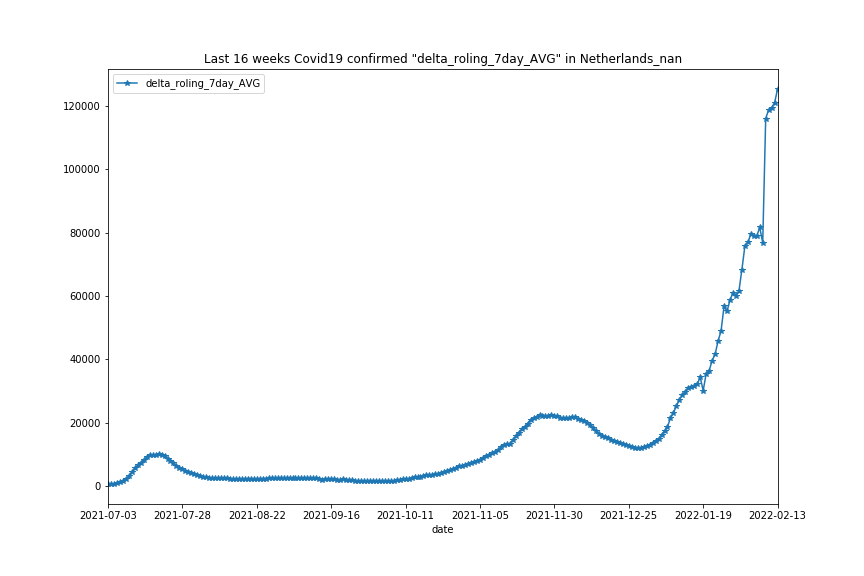 Last 16 weeks Covid19 confirmed "delta_roling_7day_AVG" in Netherlands_nan
delta_roling_7day_AVG
120000
100000
80000
60000
40000
20000
0
2021-07-03 2021-07-28 2021-08-22 2021-09-16 2021-10-11 2021-11-05 2021-11-30 2021-12-25 2022-01-19 2022-02-13
date